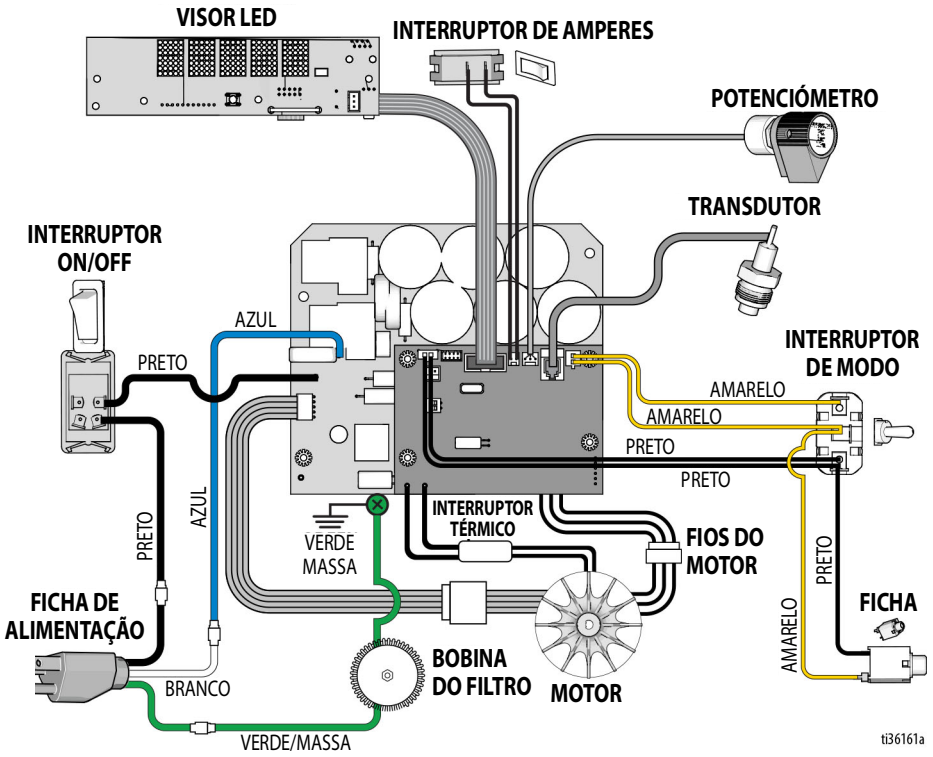 VISOR LED
INTERRUPTOR DE AMPERES
POTENCIÓMETRO
TRANSDUTOR
INTERRUPTOR
ON/OFF
AZUL
PRETO
INTERRUPTOR
DE MODO
AMARELO
AMARELO
PRETO
PRETO
AZUL
PRETO
VERDE
MASSA
INTERRUPTOR
TÉRMICO
FIOS DO
MOTOR
PRETO
AMARELO
FICHA
FICHA DE
ALIMENTAÇÃO
BRANCO
BOBINA
DO FILTRO
MOTOR
VERDE/MASSA
ti36161a